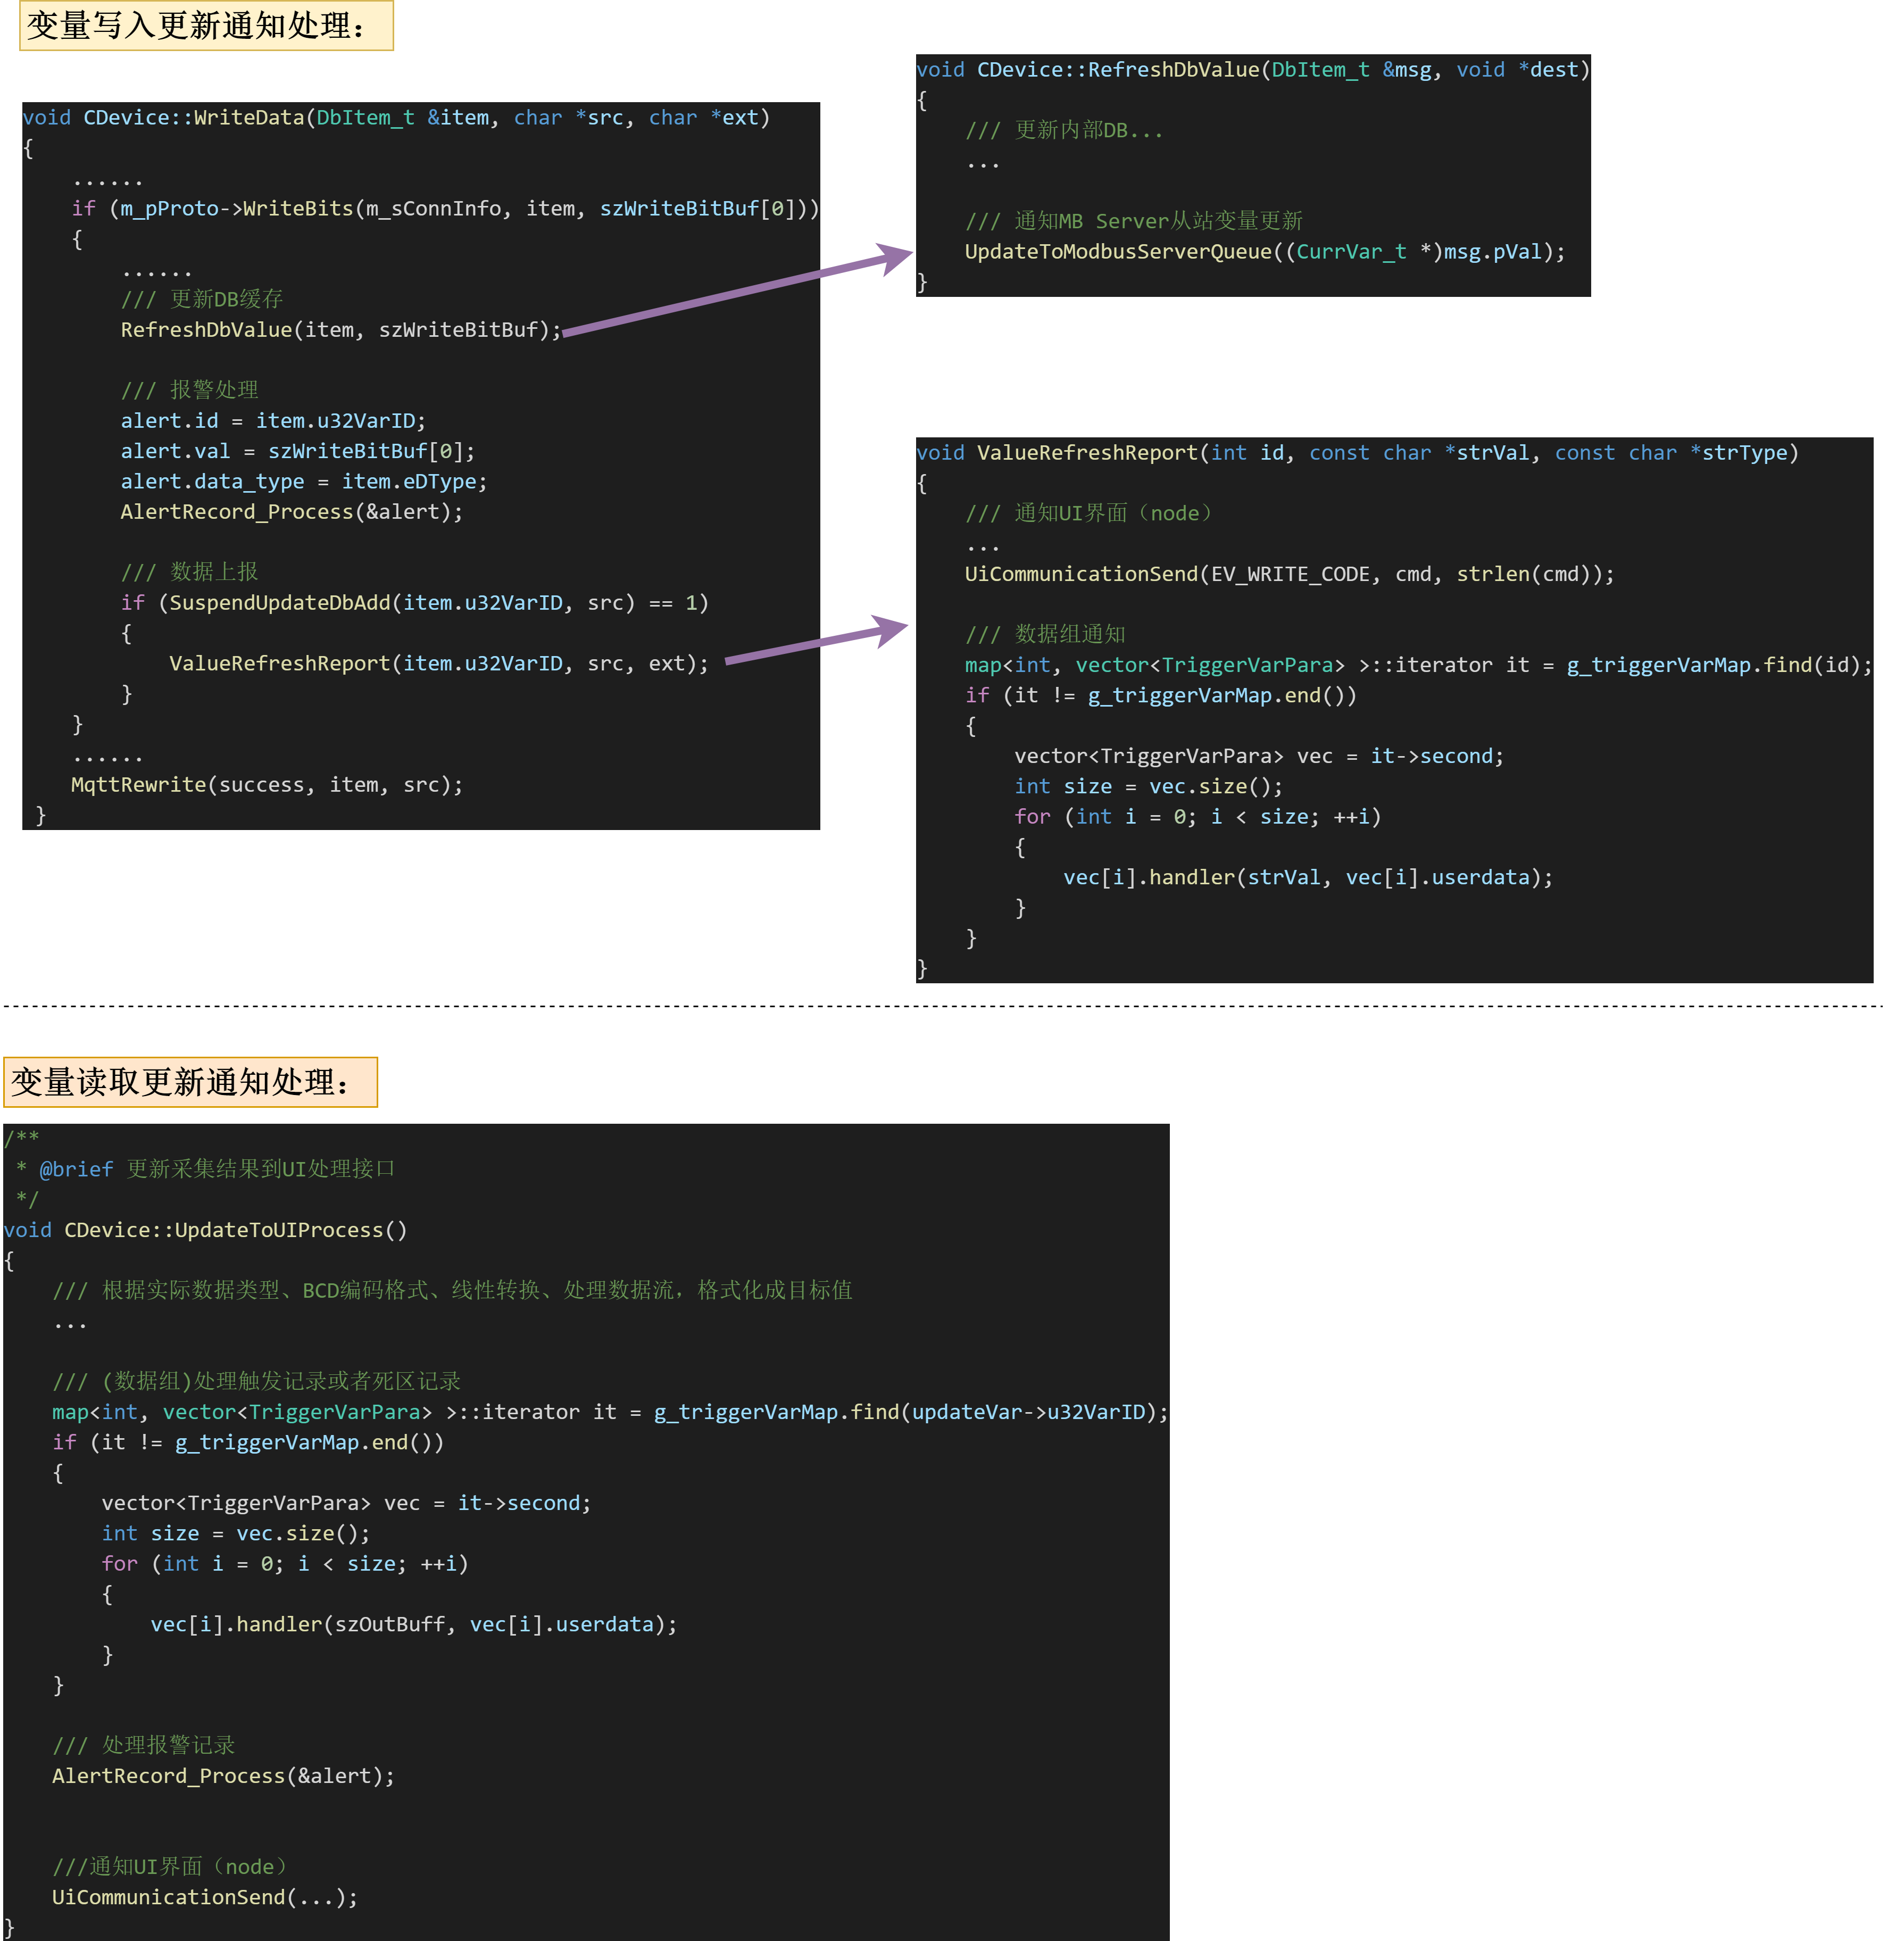 变量写入更新通知处理：
void CDevice::WriteData(DbItem_t &item, char *src, char *ext)
{
    ......
    if (m_pProto->WriteBits(m_sConnInfo, item, szWriteBitBuf[0]))
    {
        ......
        /// 更新DB缓存
        RefreshDbValue(item, szWriteBitBuf);

        /// 报警处理
        alert.id = item.u32VarID;
        alert.val = szWriteBitBuf[0];
        alert.data_type = item.eDType;
        AlertRecord_Process(&alert);

        /// 数据上报
        if (SuspendUpdateDbAdd(item.u32VarID, src) == 1)
        {
            ValueRefreshReport(item.u32VarID, src, ext);
        }
    }
    ......
    MqttRewrite(success, item, src);
 }
void CDevice::RefreshDbValue(DbItem_t &msg, void *dest)
{
    /// 更新内部DB...
    ...

    /// 通知MB Server从站变量更新
    UpdateToModbusServerQueue((CurrVar_t *)msg.pVal);
}
void ValueRefreshReport(int id, const char *strVal, const char *strType)
{
    /// 通知UI界面（node）
    ...
    UiCommunicationSend(EV_WRITE_CODE, cmd, strlen(cmd));

    /// 数据组通知
    map<int, vector<TriggerVarPara> >::iterator it = g_triggerVarMap.find(id);
    if (it != g_triggerVarMap.end())
    {
        vector<TriggerVarPara> vec = it->second;
        int size = vec.size();
        for (int i = 0; i < size; ++i)
        {
            vec[i].handler(strVal, vec[i].userdata);
        }
    }
}
变量读取更新通知处理：
/**
 * @brief 更新采集结果到UI处理接口
 */
void CDevice::UpdateToUIProcess()
{
    /// 根据实际数据类型、BCD编码格式、线性转换、处理数据流，格式化成目标值
    ...

    /// (数据组)处理触发记录或者死区记录
    map<int, vector<TriggerVarPara> >::iterator it = g_triggerVarMap.find(updateVar->u32VarID);
    if (it != g_triggerVarMap.end())
    {
        vector<TriggerVarPara> vec = it->second;
        int size = vec.size();
        for (int i = 0; i < size; ++i)
        {
            vec[i].handler(szOutBuff, vec[i].userdata);
        }
    }

    /// 处理报警记录
    AlertRecord_Process(&alert);

    ///通知UI界面（node）
    UiCommunicationSend(...);
}